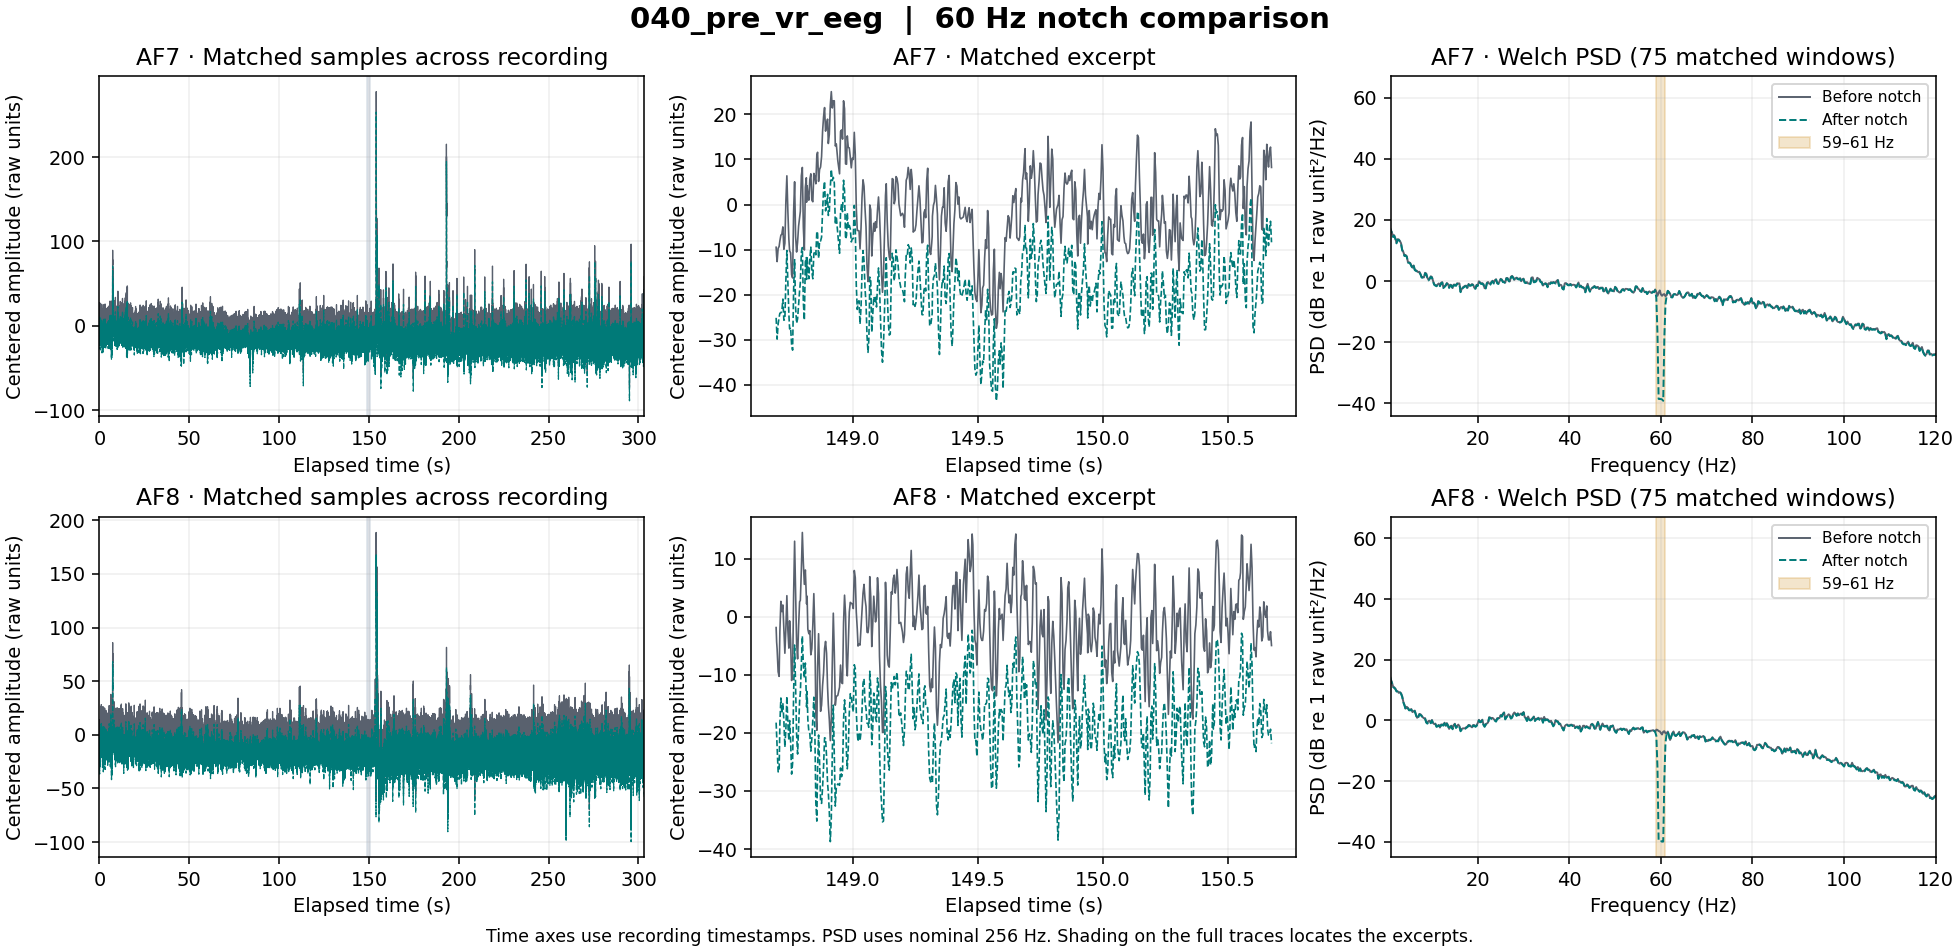 040_pre_vr_eeg | 60 Hz notch comparison
AF7 · Matched samples across recording
Centered amplitude (raw units)
200
100
0
−100
0 50 100 150 200 250 300
Elapsed time (s)
AF7 · Matched excerpt
Centered amplitude (raw units)
20
10
0
−10
−20
−30
−40
149.0 149.5 150.0 150.5
Elapsed time (s)
AF7 · Welch PSD (75 matched windows)
PSD (dB re 1 raw unit²/Hz)
60
40
20
0
−20
−40
20 40 60 80 100 120
Frequency (Hz)
Before notch
After notch
59–61 Hz
AF8 · Matched samples across recording
Centered amplitude (raw units)
200
150
100
50
0
−50
−100
0 50 100 150 200 250 300
Elapsed time (s)
AF8 · Matched excerpt
Centered amplitude (raw units)
10
0
−10
−20
−30
−40
149.0 149.5 150.0 150.5
Elapsed time (s)
AF8 · Welch PSD (75 matched windows)
PSD (dB re 1 raw unit²/Hz)
60
40
20
0
−20
−40
20 40 60 80 100 120
Frequency (Hz)
Before notch
After notch
59–61 Hz
Time axes use recording timestamps. PSD uses nominal 256 Hz. Shading on the full traces locates the excerpts.